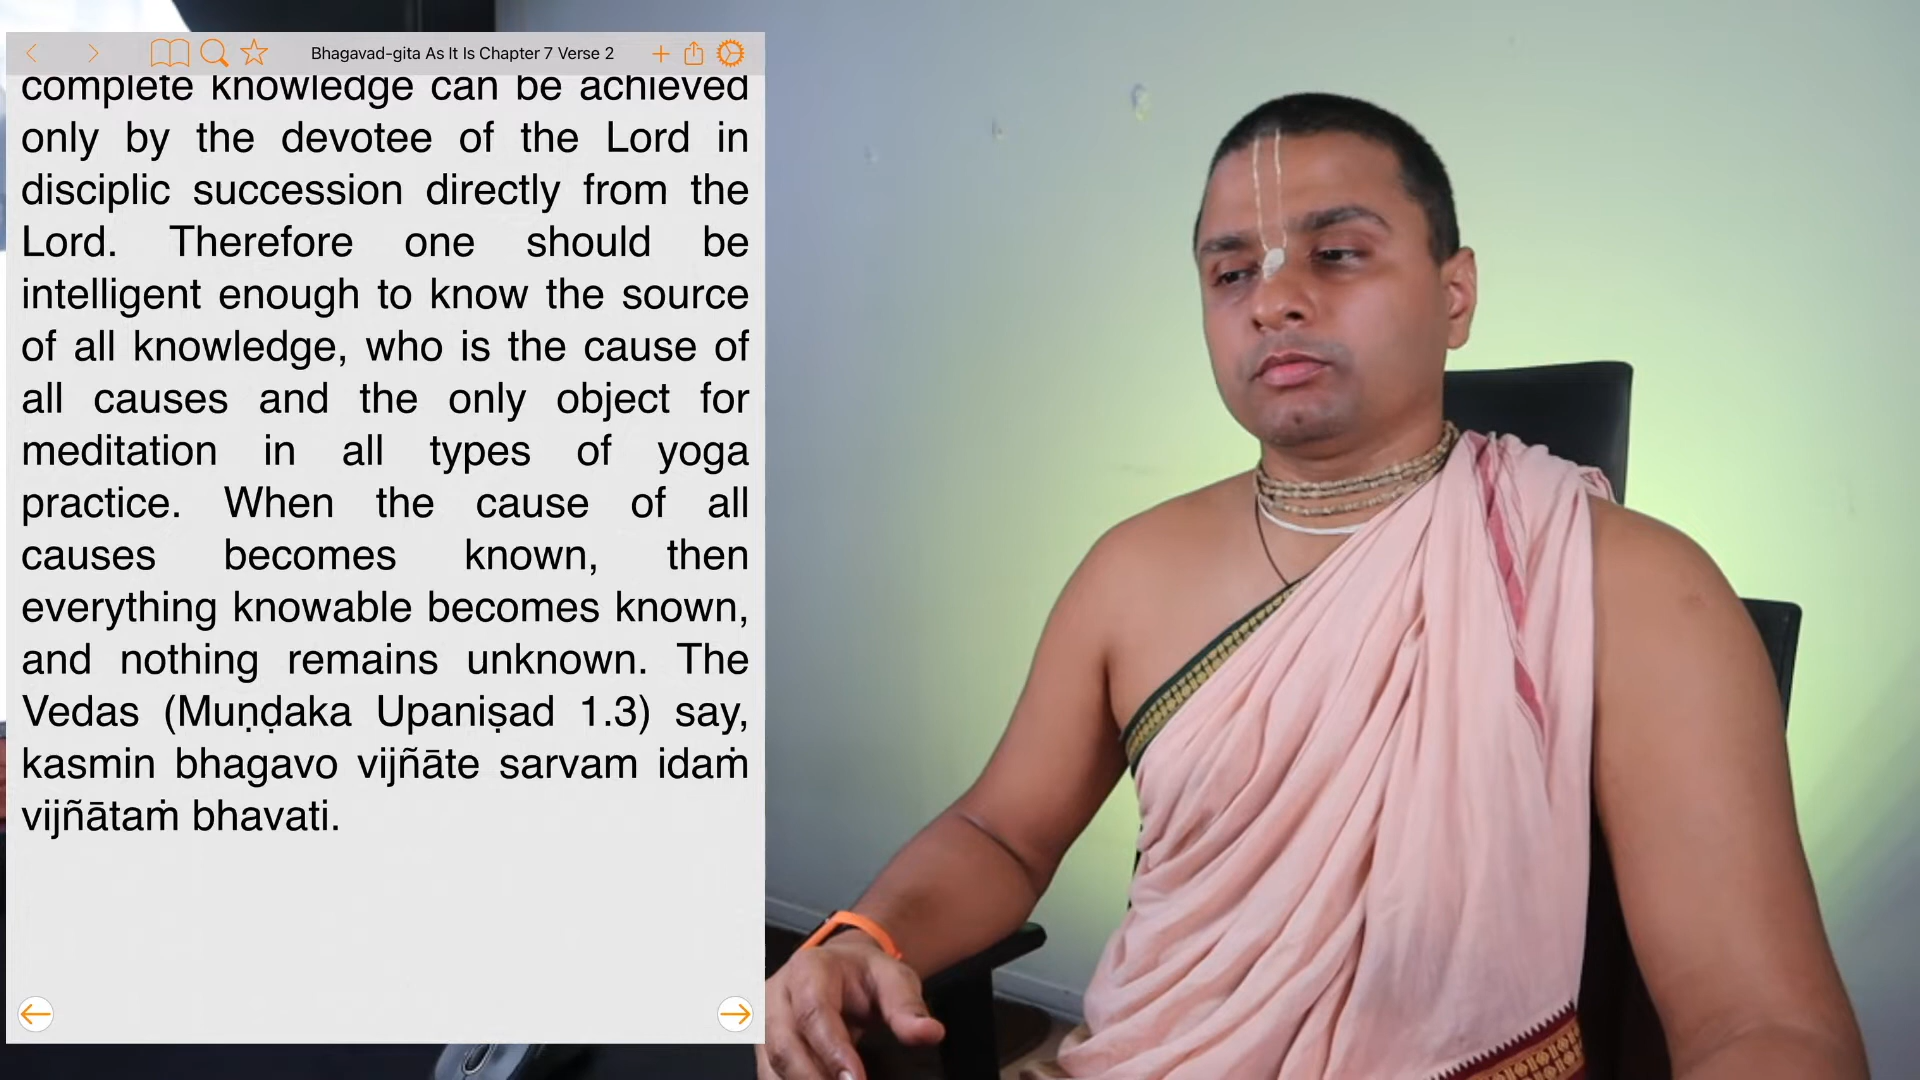 Bhagavad-gita As It Is Chapter 7 Verse 2
complete knowledge can be achieved
only by the devotee of the Lord in
disciplic succession directly from the
Lord. Therefore one should be
intelligent enough to know the source
of all knowledge, who is the cause of
all causes and the only object for
meditation in all types of yoga
practice. When the cause of all
causes becomes known, then
everything knowable becomes known,
and nothing remains unknown. The
Vedas (Muṇḍaka Upaniṣad 1.3) say,
kasmin bhagavo vijñāte sarvam idaṁ
vijñātaṁ bhavati.